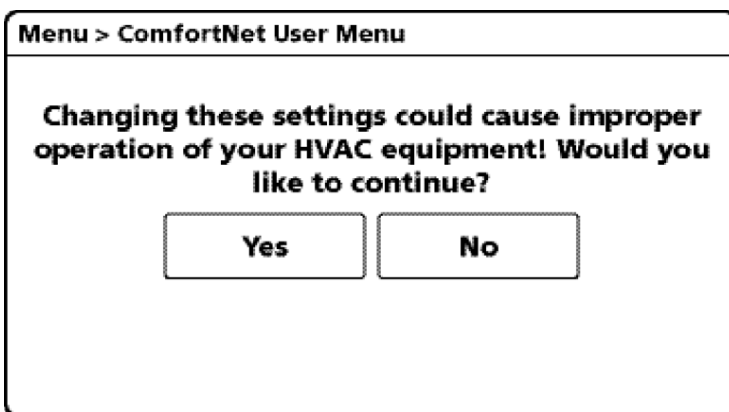 Menu > ComfortNet User Menu
Changing these settings could cause improper
operation of your HVAC equipment! Would you
like to continue?
Yes
No